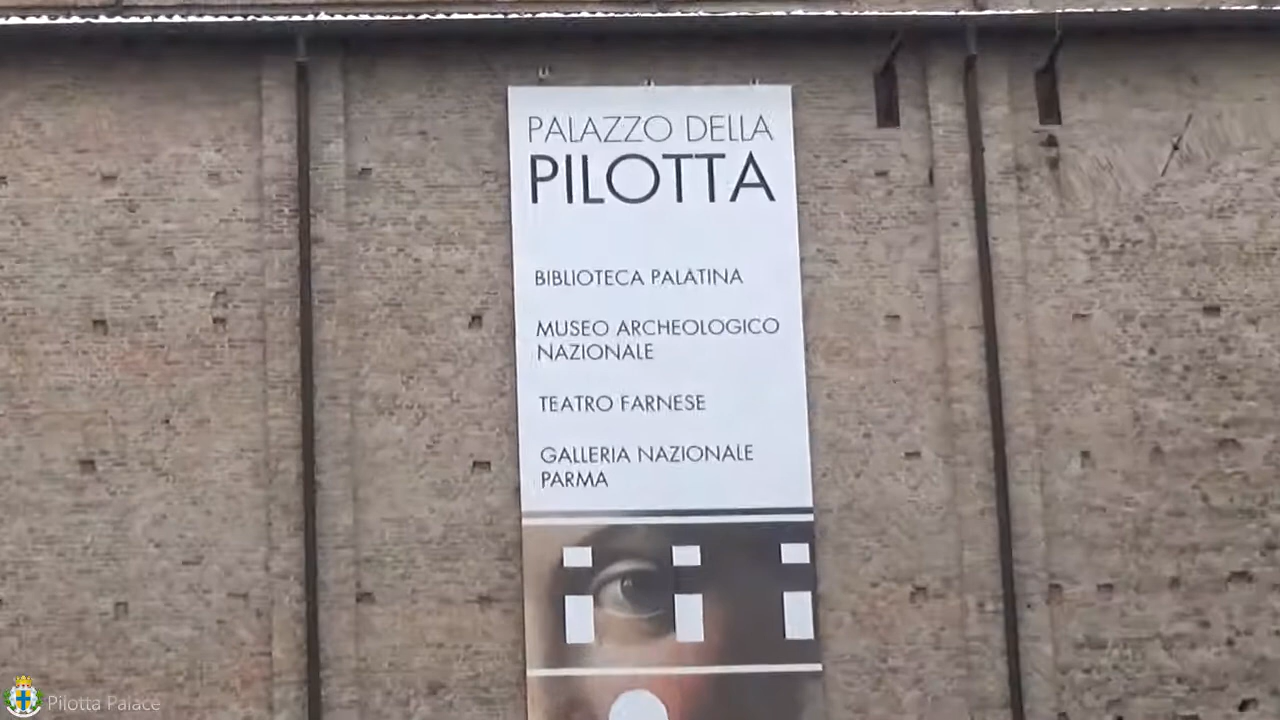 PALAZZO DELLA
PILOTTA
BIBLIOTECA PALATINA
MUSEO ARCHEOLOGICO
NAZIONALE
TEATRO FARNESE
GALLERIA NAZIONALE
PARMA
Pilotta Palace